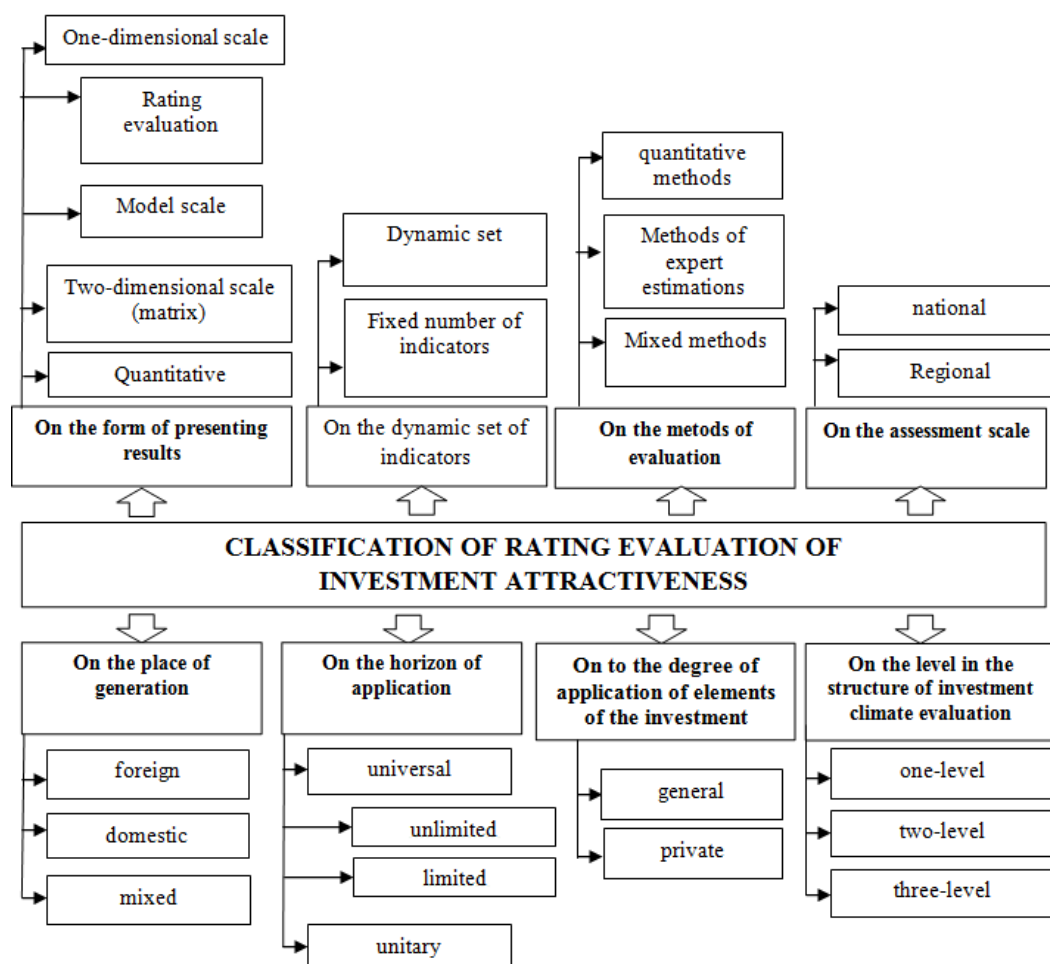 One-dimensional scale
Rating
evaluation
Model scale
Two-dimensional scale
(matrix)
Quantitative
On the form of presenting
results
Dynamic set
Fixed number of
indicators
On the dynamic set of
indicators
quantitative
methods
Methods of
expert
estimations
Mixed methods
On the metods of
evaluation
national
Regional
On the assessment scale
CLASSIFICATION OF RATING EVALUATION OF
INVESTMENT ATTRACTIVENESS
On the place of
generation
foreign
domestic
mixed
On the horizon of
application
universal
unlimited
limited
unitary
On to the degree of
application of elements
of the investment
general
private
On the level in the
structure of investment
climate evaluation
one-level
two-level
three-level